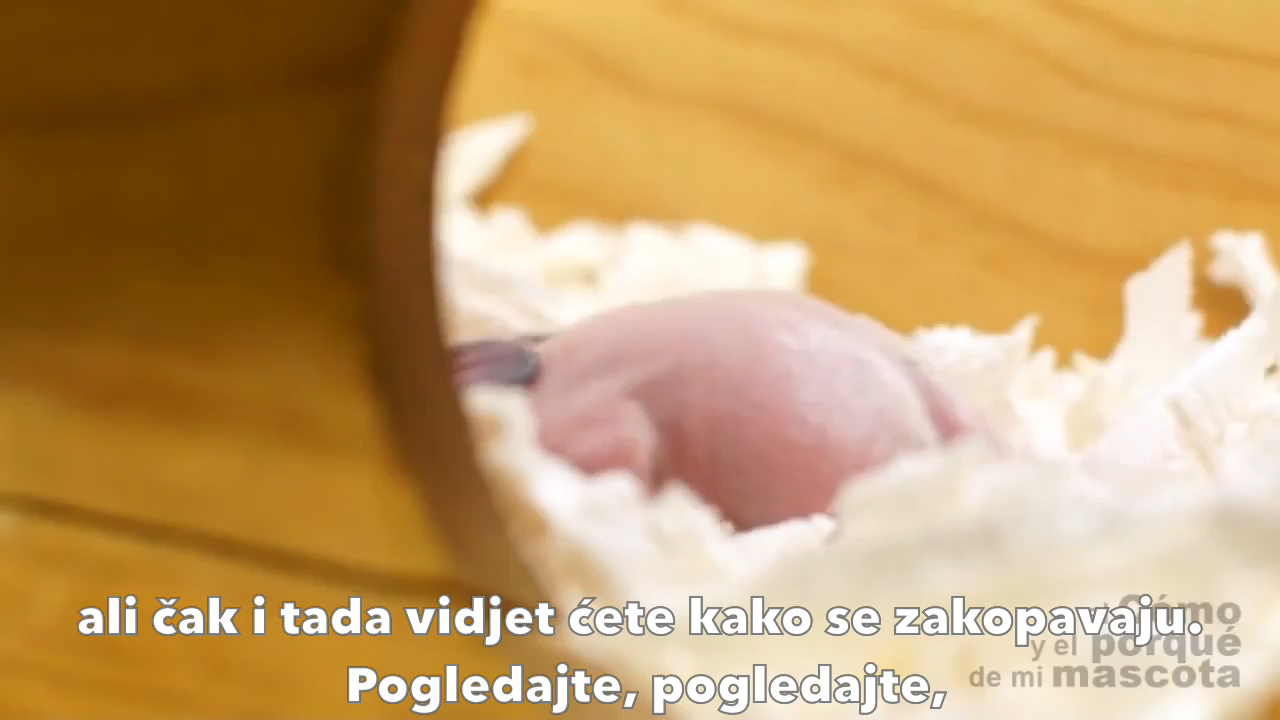 ali čak i tada vidjet ćete kako se zakopavaju.
Pogledajte, pogledajte,
Cómo
y el porqué
de mi mascota